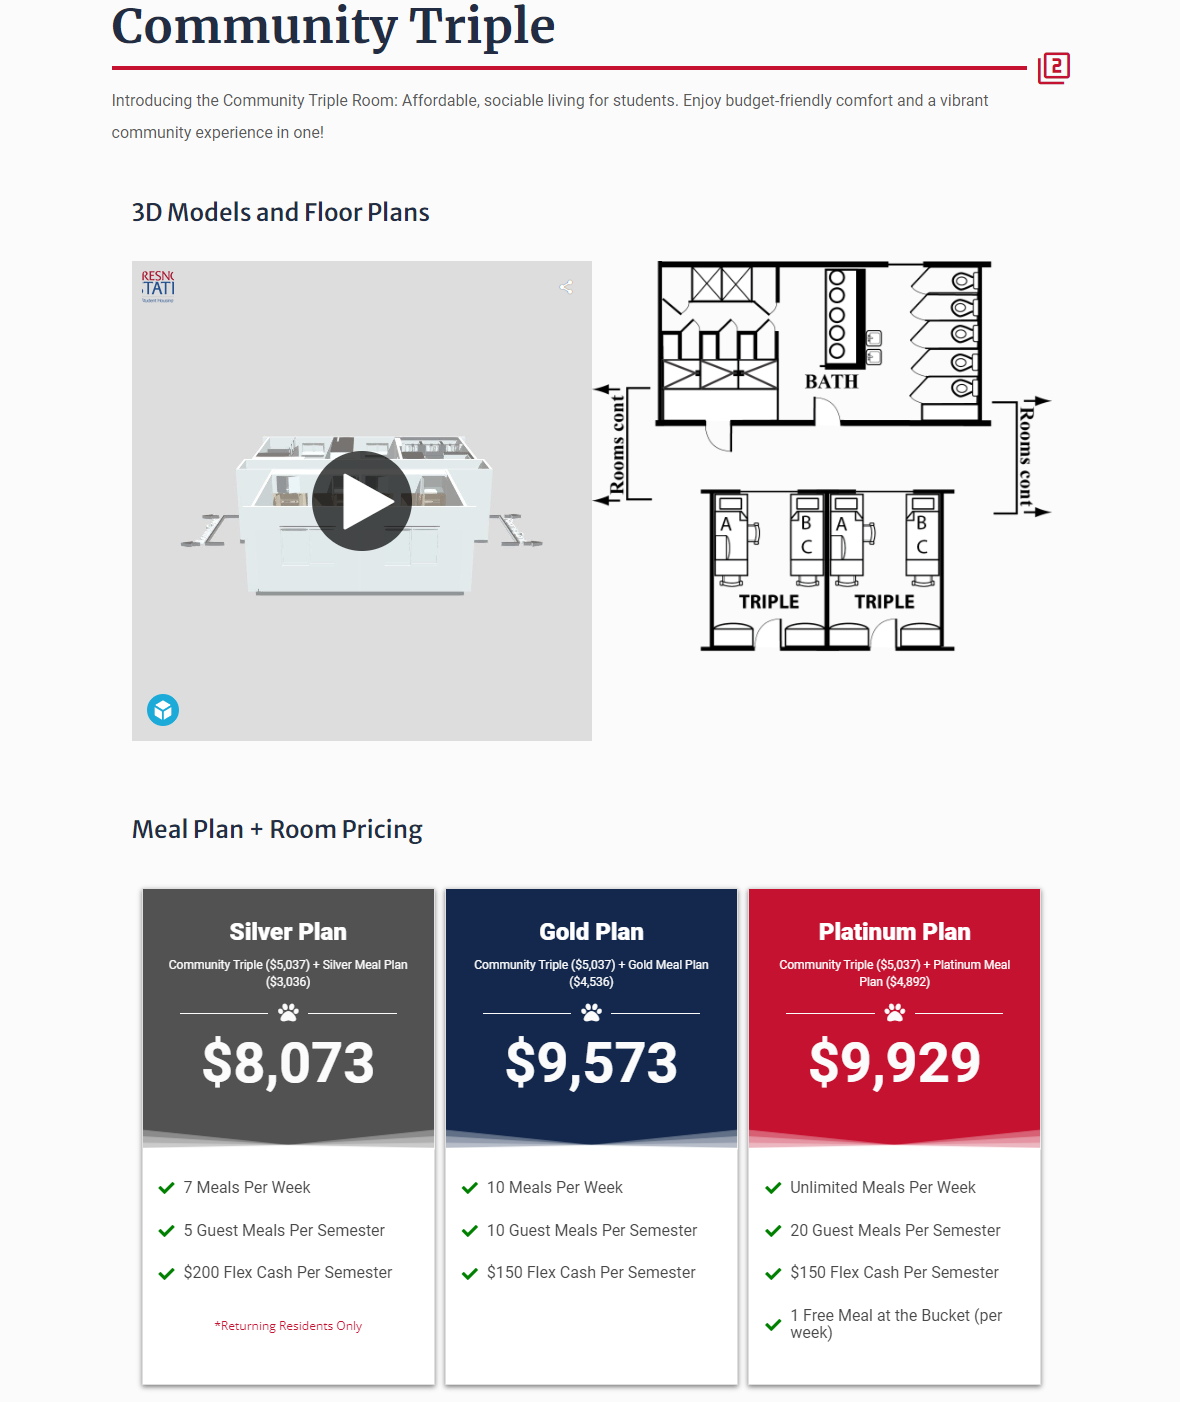 Community Triple
2
Introducing the Community Triple Room: Affordable, sociable living for students. Enjoy budget-friendly comfort and a vibrant
community experience in one!
3D Models and Floor Plans
RESNO
TATI
Student Housing
BATH
Rooms cont
Rooms cont
A
B
C
A
B
C
TRIPLE
TRIPLE
Meal Plan + Room Pricing
Silver Plan
Community Triple ($5,037) + Silver Meal Plan
($3,036)
$8,073
7 Meals Per Week
5 Guest Meals Per Semester
$200 Flex Cash Per Semester
*Returning Residents Only
Gold Plan
Community Triple ($5,037) + Gold Meal Plan
($4,536)
$9,573
10 Meals Per Week
10 Guest Meals Per Semester
$150 Flex Cash Per Semester
Platinum Plan
Community Triple ($5,037) + Platinum Meal
Plan ($4,892)
$9,929
Unlimited Meals Per Week
20 Guest Meals Per Semester
$150 Flex Cash Per Semester
1 Free Meal at the Bucket (per
week)